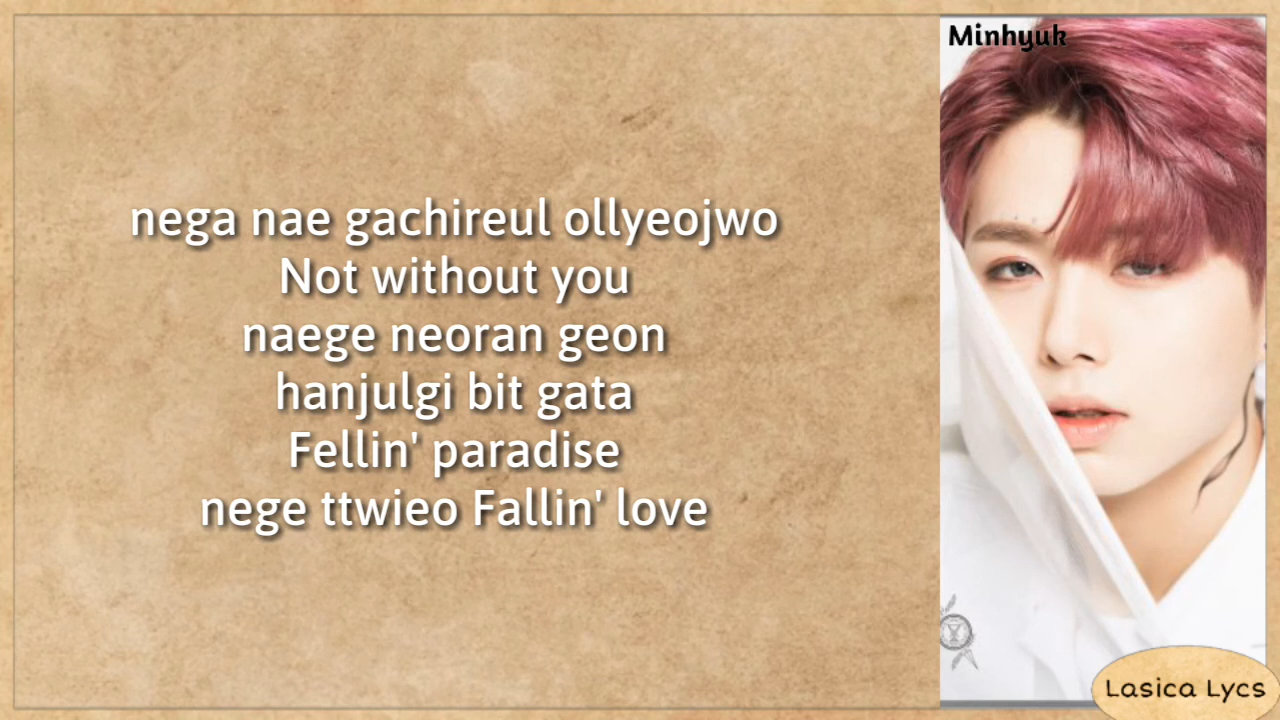 Minhyuk
nega nae gachireul ollyeojwo
Not without you
naege neoran geon
hanjulgi bit gata
Fellin' paradise
nege ttwieo Fallin' love
Lasica Lycs